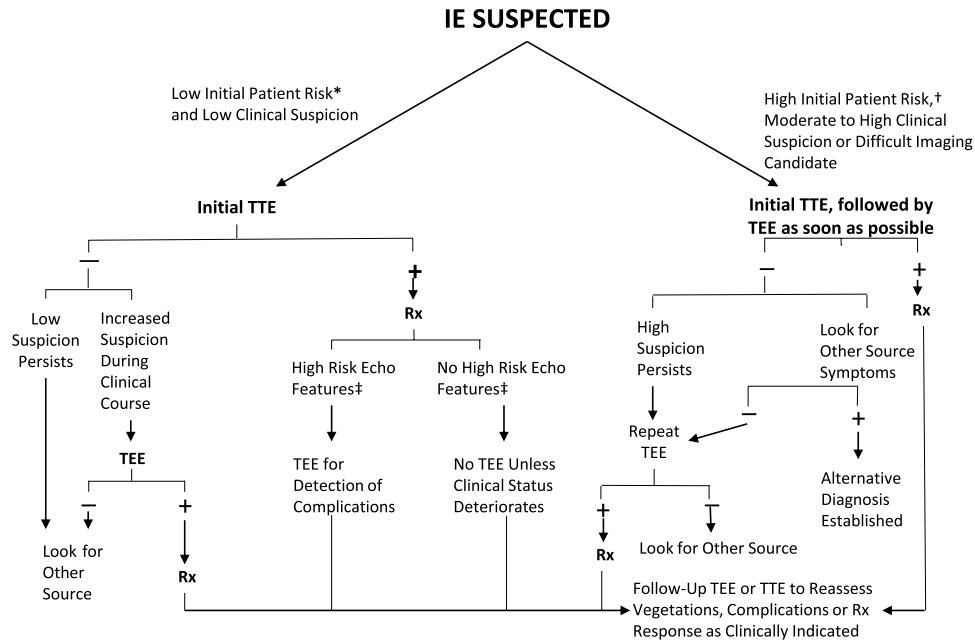 IE SUSPECTED
Low Initial Patient Risk*
and Low Clinical Suspicion
High Initial Patient Risk,†
Moderate to High Clinical
Suspicion or Difficult Imaging
Candidate
Initial TTE
Initial TTE, followed by
TEE as soon as possible
–
+
–
+
Rx
Rx
Low
Suspicion
Persists
Increased
Suspicion
During
Clinical
Course
High Risk Echo
Features‡
No High Risk Echo
Features‡
High
Suspicion
Persists
Look for
Other Source
Symptoms
–
+
TEE
Repeat
TEE
TEE for
Detection of
Complications
No TEE Unless
Clinical Status
Deteriorates
Alternative
Diagnosis
Established
–
+
+
–
Look for
Other
Source
Rx
Rx
Look for Other Source
Follow-Up TEE or TTE to Reassess
Vegetations, Complications or Rx
Response as Clinically Indicated